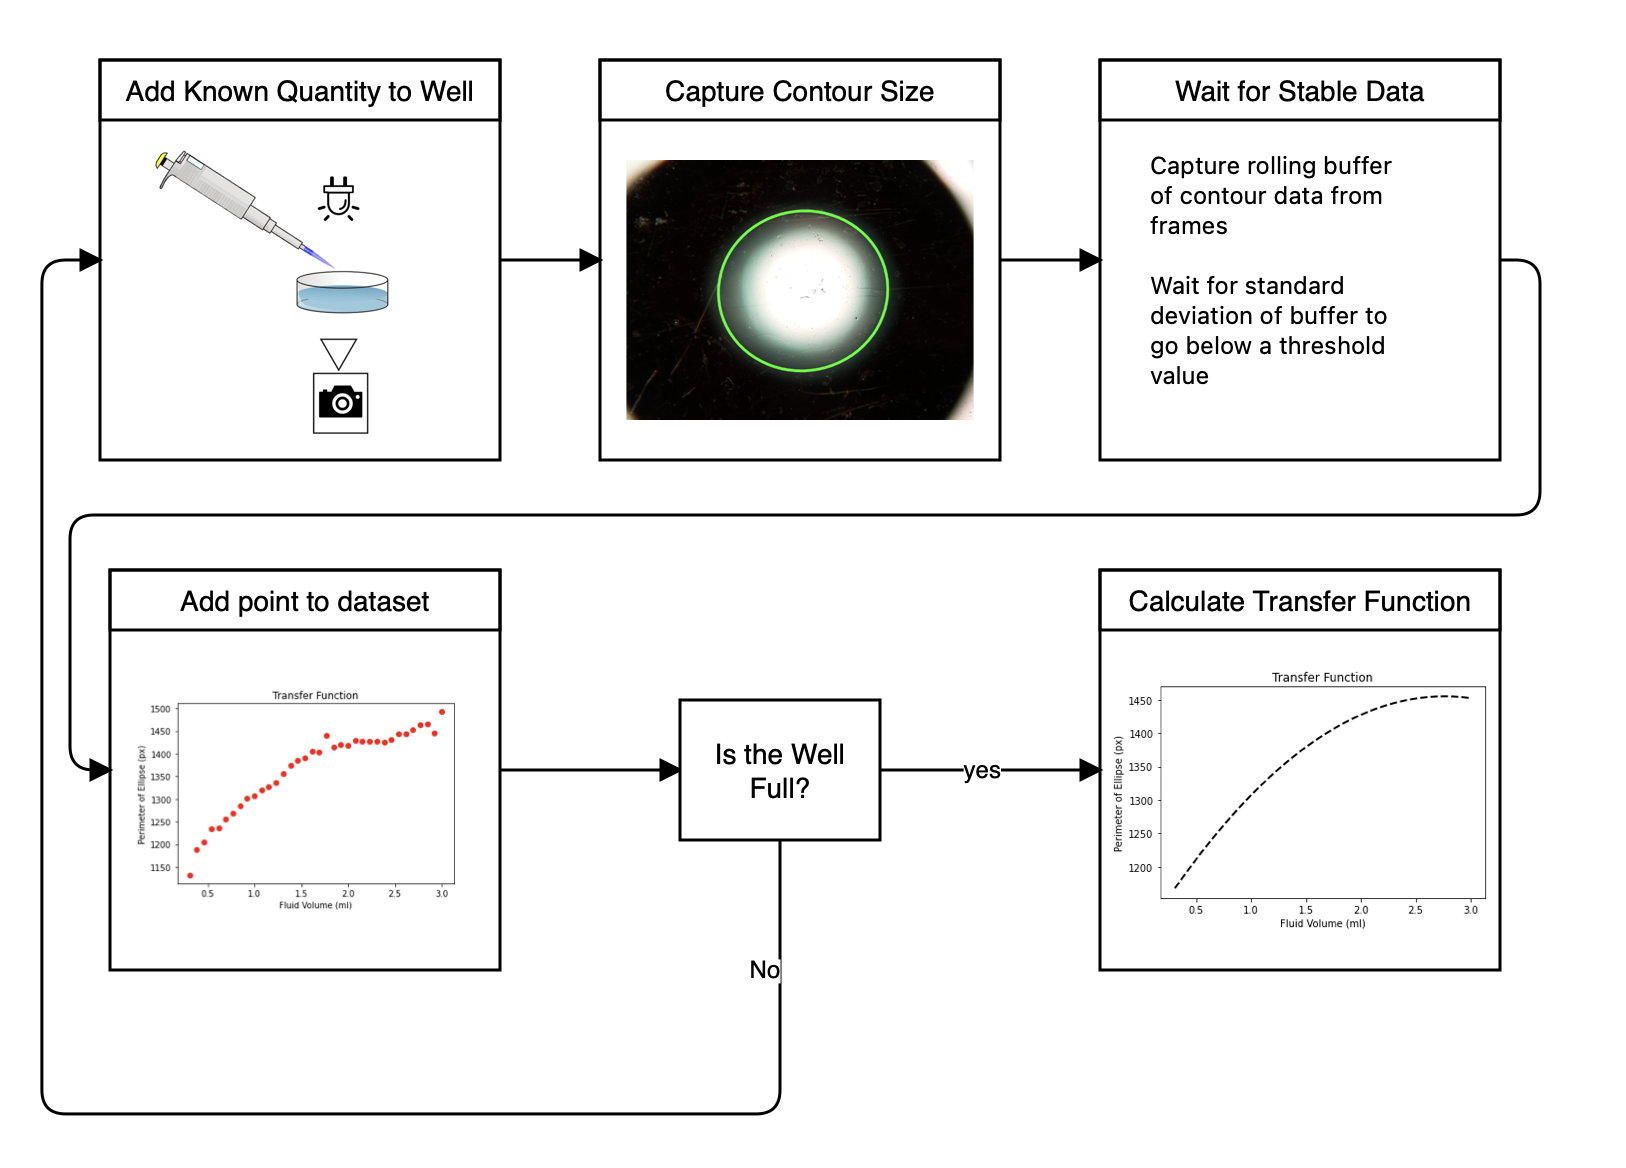 Add Known Quantity to Well
Capture Contour Size
Wait for Stable Data
Capture rolling buffer
of contour data from
frames
Wait for standard
deviation of buffer to
go below a threshold
value
Add point to dataset
Transfer Function
Perimeter of Ellipse (px)
1500
1450
1400
1350
1300
1250
1200
1150
0.5 1.0 1.5 2.0 2.5 3.0
Fluid Volume (ml)
Is the Well
Full?
yes
No
Calculate Transfer Function
Transfer Function
Perimeter of Ellipse (px)
1450
1400
1350
1300
1250
1200
0.5 1.0 1.5 2.0 2.5 3.0
Fluid Volume (ml)